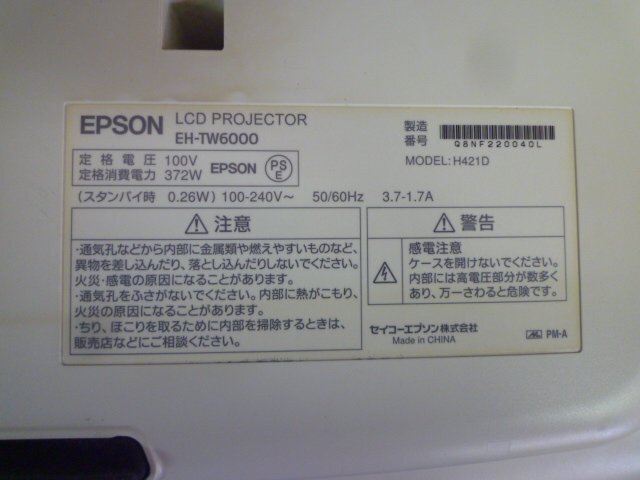 EPSON LCD PROJECTOR
EH-TW6000
製造番号 Q8NF220040L
MODEL: H421D
定格電圧 100V
定格消費電力 372W EPSON PSE
(スタンバイ時 0.26W) 100-240V～ 50/60Hz 3.7-1.7A
注意
・通気孔などから内部に金属類や燃えやすいものなど、
異物を差し込んだり、落とし込んだりしないでください。
火災・感電の原因になることがあります。
・通気孔をふさがないでください。内部に熱がこもり、
火災の原因になることがあります。
・ちり、ほこりを取るために内部を掃除するときは、
販売店などにご相談ください。
警告
感電注意
ケースを開けないでください。
内部には高電圧部分が数多く
あり、万一さわると危険です。
セイコーエプソン株式会社
Made in CHINA
PM-A